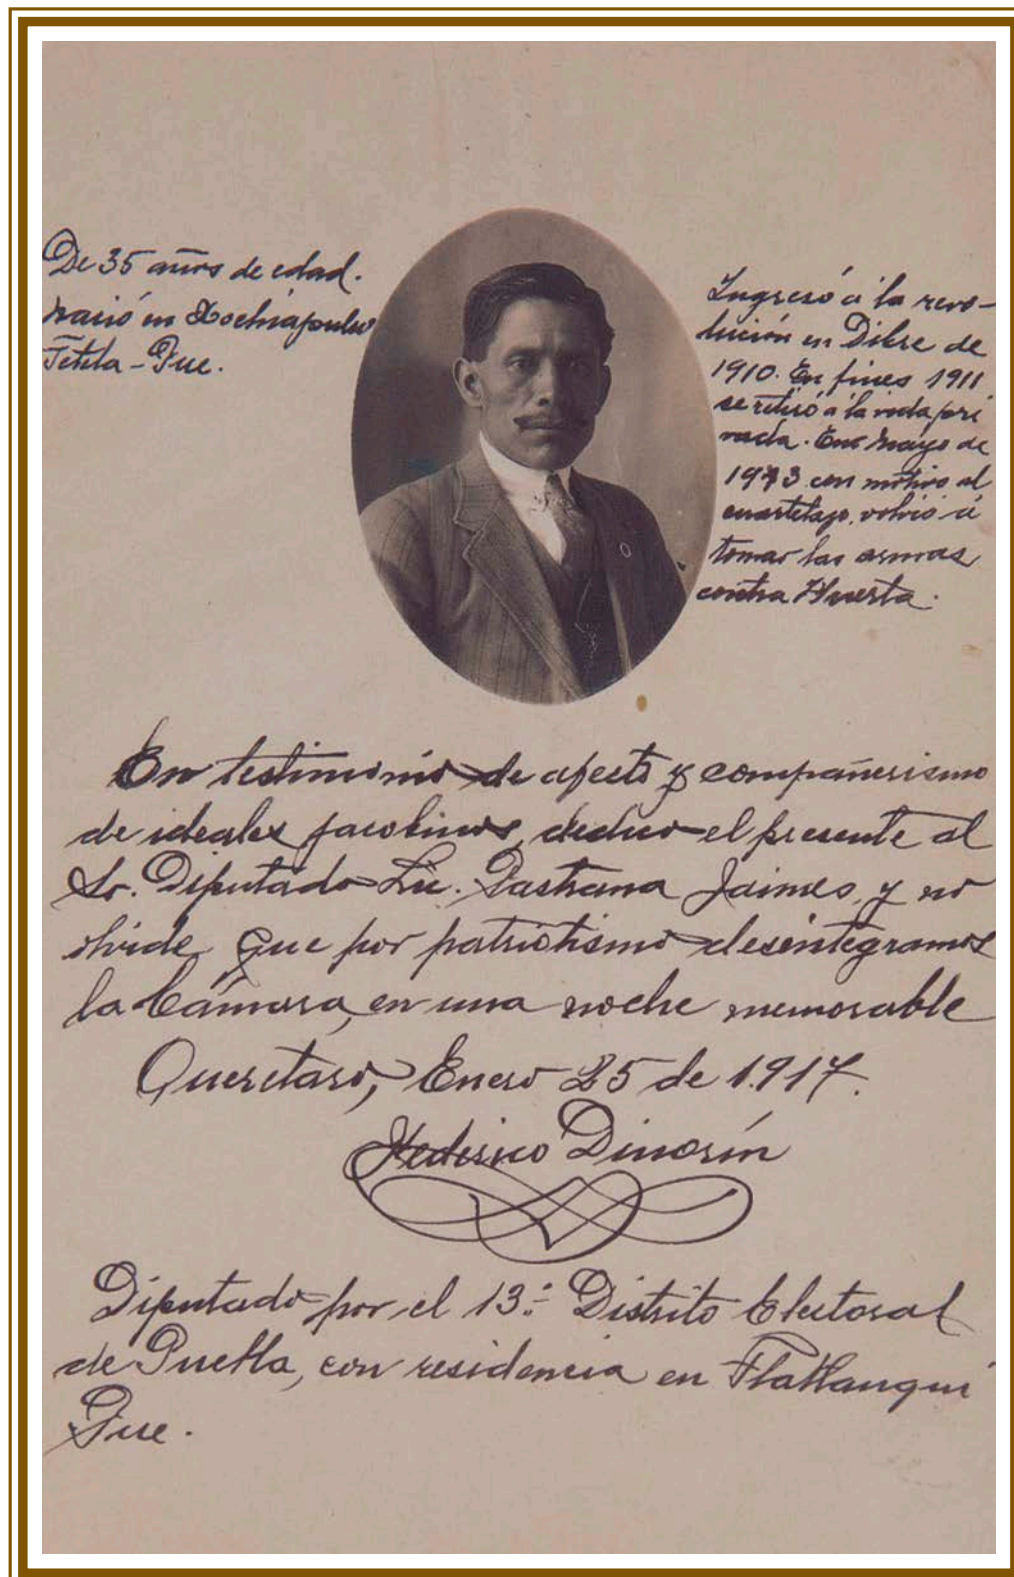 De 35 años de edad.
Nació en Xochiapulco
Tetela - Pue.
Ingresó á la revo-
lución en Dibre de
1910. En fines 1911
se retiró a la vida pri
vada. En Mayo de
1913 con motivo al
cuartelazo, volvió á
tomar las armas
contra Huerta.
En testimonio de afecto y compañerismo
de ideales jacobinos, dedico el presente al
Sr. Diputado Lic. Pastrana Jaimes, y no
olvide que por patriotismo desintegramos
la Cámara, en una noche memorable
Queretaro, Enero 25 de 1.917.
Federico Dinorín
Diputado por el 13.º Distrito Electoral
de Puebla, con residencia en Tlatlauqui
Pue.